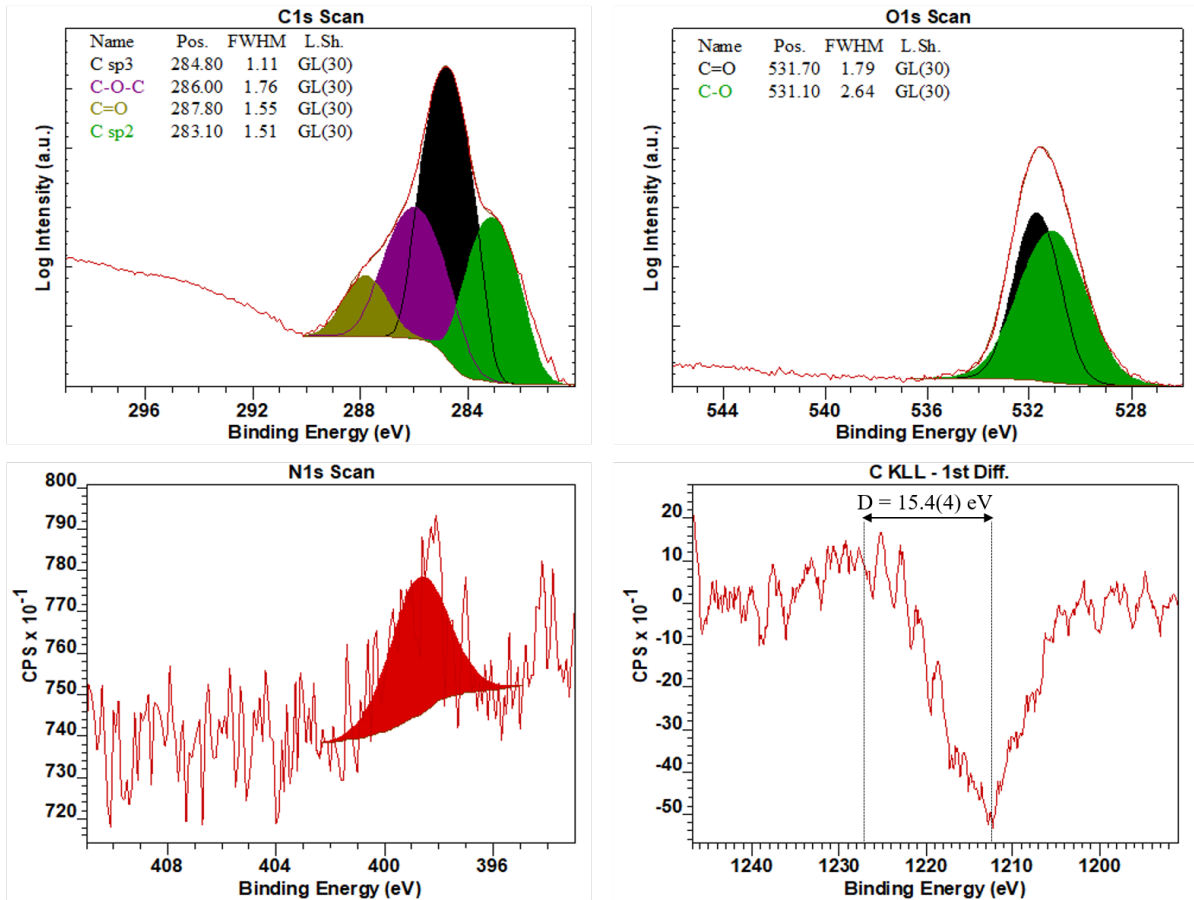 C1s Scan
Name Pos. FWHM L.Sh.
C sp3 284.80 1.11 GL(30)
C-O-C 286.00 1.76 GL(30)
C=O 287.80 1.55 GL(30)
C sp2 283.10 1.51 GL(30)
Log Intensity (a.u.)
296 292 288 284
Binding Energy (eV)
O1s Scan
Name Pos. FWHM L.Sh.
C=O 531.70 1.79 GL(30)
C-O 531.10 2.64 GL(30)
Log Intensity (a.u.)
544 540 536 532 528
Binding Energy (eV)
N1s Scan
800
790
780
770
760
750
740
730
720
CPS x 10-1
408 404 400 396
Binding Energy (eV)
C KLL - 1st Diff.
D = 15.4(4) eV
20
10
0
-10
-20
-30
-40
-50
CPS x 10-1
1240 1230 1220 1210 1200
Binding Energy (eV)